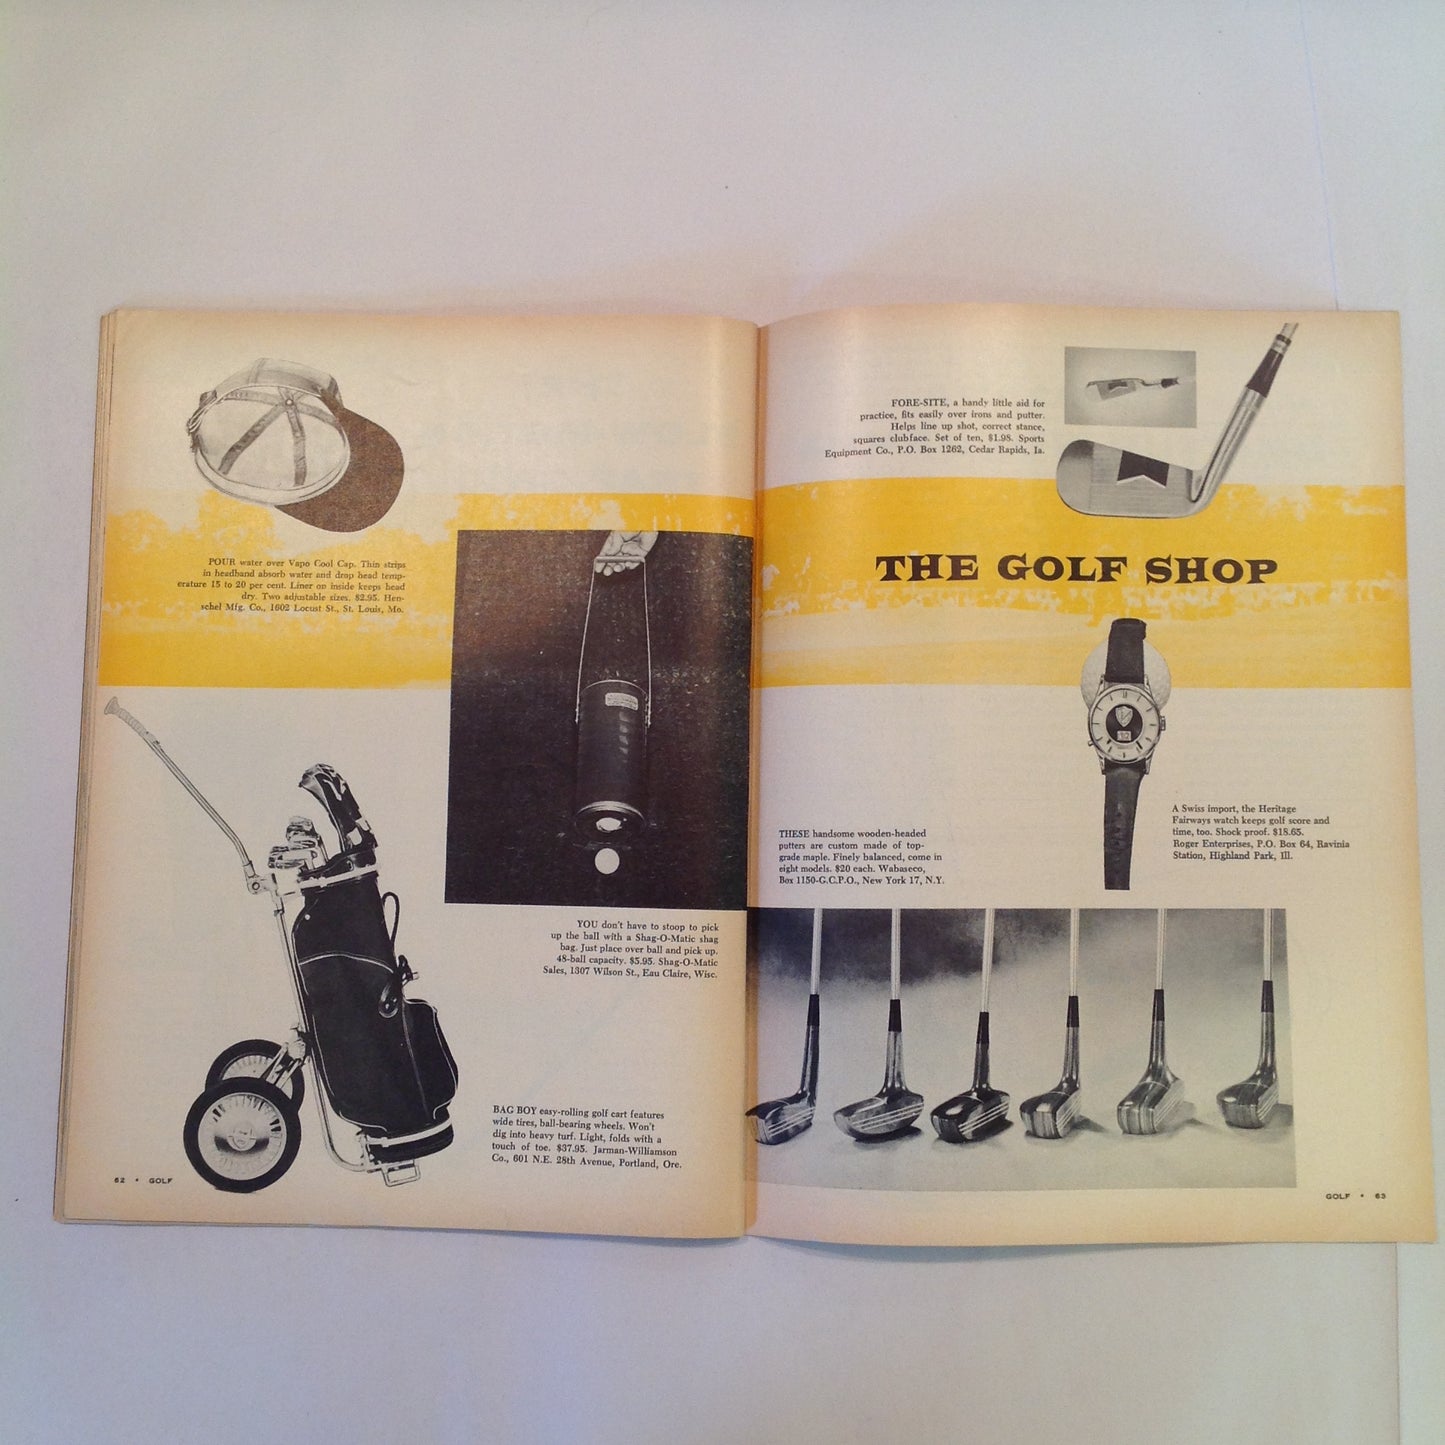 POUR water over Vapo Cool Cap. Thin strips
in headband absorb water and drop head temp-
erature 15 to 20 per cent. Liner on inside keeps head
dry. Two adjustable sizes. $2.95. Hen-
schel Mfg. Co., 1602 Locust St., St. Louis, Mo.
YOU don't have to stoop to pick
up the ball with a Shag-O-Matic shag
bag. Just place over ball and pick up.
48-ball capacity. $5.95. Shag-O-Matic
Sales, 1307 Wilson St., Eau Claire, Wisc.
BAG BOY easy-rolling golf cart features
wide tires, ball-bearing wheels. Won't
dig into heavy turf. Light, folds with a
touch of toe. $37.95. Jarman-Williamson
Co., 601 N.E. 28th Avenue, Portland, Ore.
62 • GOLF
FORE-SITE, a handy little aid for
practice, fits easily over irons and putter.
Helps line up shot, correct stance,
squares clubface. Set of ten, $1.98. Sports
Equipment Co., P.O. Box 1262, Cedar Rapids, Ia.
THE GOLF SHOP
A Swiss import, the Heritage
Fairways watch keeps golf score and
time, too. Shock proof. $18.65.
Roger Enterprises, P.O. Box 64, Ravinia
Station, Highland Park, Ill.
THESE handsome wooden-headed
putters are custom made of top-
grade maple. Finely balanced, come in
eight models. $20 each. Wabaseco,
Box 1150-G.C.P.O., New York 17, N.Y.
GOLF • 63